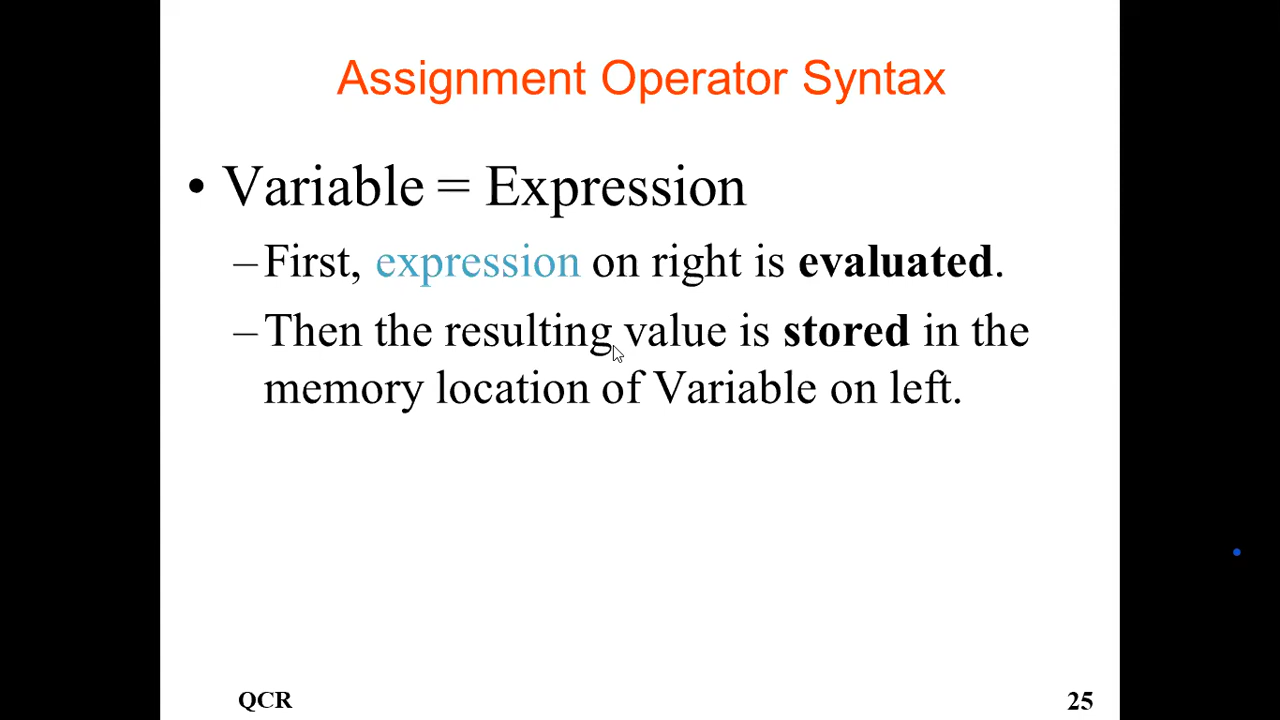 Assignment Operator Syntax
• Variable = Expression
–First, expression on right is evaluated.
–Then the resulting value is stored in the
memory location of Variable on left.
QCR
25